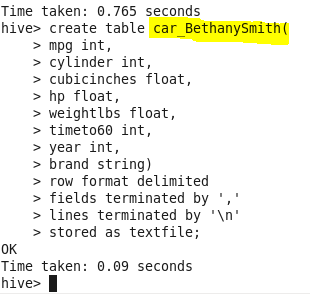 Time taken: 0.765 seconds
hive> create table car_BethanySmith(
    > mpg int,
    > cylinder int,
    > cubicinches float,
    > hp float,
    > weightlbs float,
    > timeto60 int,
    > year int,
    > brand string)
    > row format delimited
    > fields terminated by ','
    > lines terminated by '\n'
    > stored as textfile;
OK
Time taken: 0.09 seconds
hive>